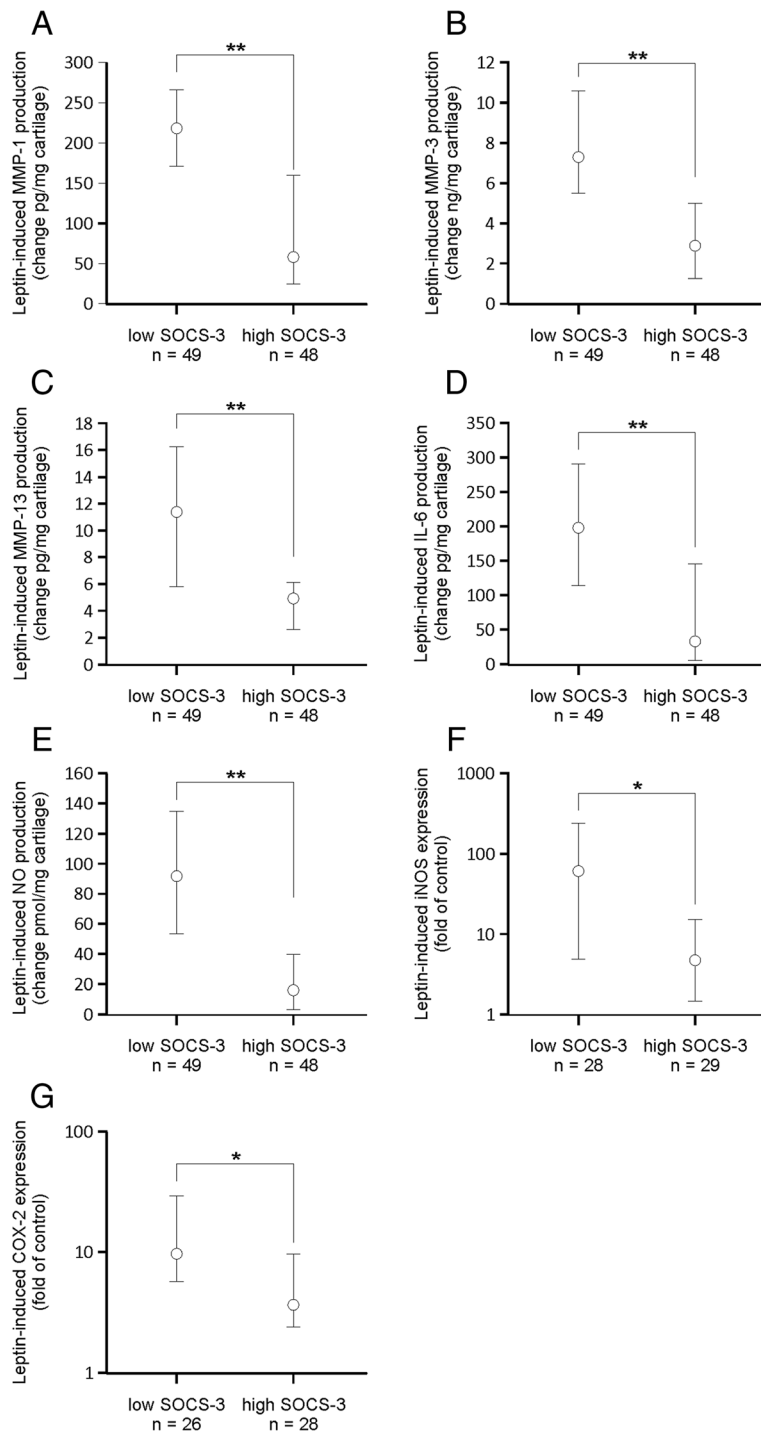 A
Leptin-induced MMP-1 production
(change pg/mg cartilage)
300
250
200
150
100
50
0
**
low SOCS-3
n = 49
high SOCS-3
n = 48
B
Leptin-induced MMP-3 production
(change ng/mg cartilage)
12
10
8
6
4
2
0
**
low SOCS-3
n = 49
high SOCS-3
n = 48
C
Leptin-induced MMP-13 production
(change pg/mg cartilage)
18
16
14
12
10
8
6
4
2
0
**
low SOCS-3
n = 49
high SOCS-3
n = 48
D
Leptin-induced IL-6 production
(change pg/mg cartilage)
350
300
250
200
150
100
50
0
**
low SOCS-3
n = 49
high SOCS-3
n = 48
E
Leptin-induced NO production
(change pmol/mg cartilage)
160
140
120
100
80
60
40
20
0
**
low SOCS-3
n = 49
high SOCS-3
n = 48
F
Leptin-induced iNOS expression
(fold of control)
1000
100
10
1
*
low SOCS-3
n = 28
high SOCS-3
n = 29
G
Leptin-induced COX-2 expression
(fold of control)
100
10
1
*
low SOCS-3
n = 26
high SOCS-3
n = 28